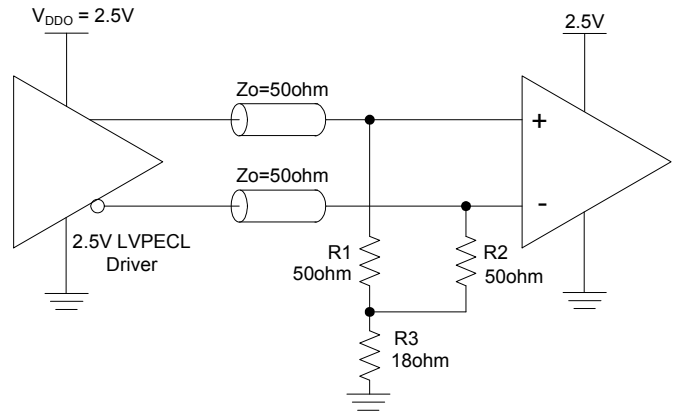 V_DDO = 2.5V
2.5V
Zo=50ohm
+
Zo=50ohm
-
2.5V LVPECL
Driver
R1
50ohm
R2
50ohm
R3
18ohm